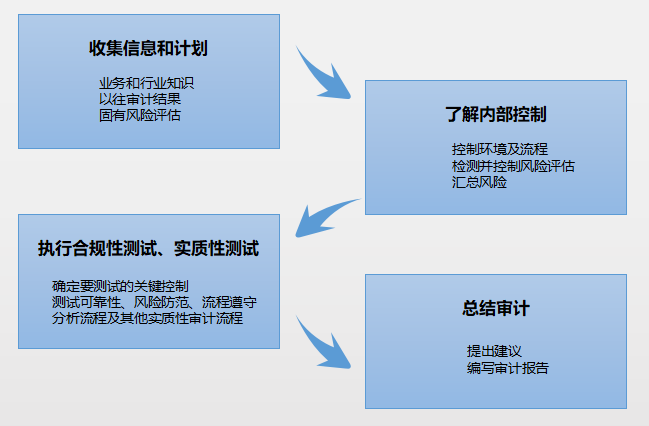 收集信息和计划
业务和行业知识
以往审计结果
固有风险评估
了解内部控制
控制环境及流程
检测并控制风险评估
汇总风险
执行合规性测试、实质性测试
确定要测试的关键控制
测试可靠性、风险防范、流程遵守
分析流程及其他实质性审计流程
总结审计
提出建议
编写审计报告